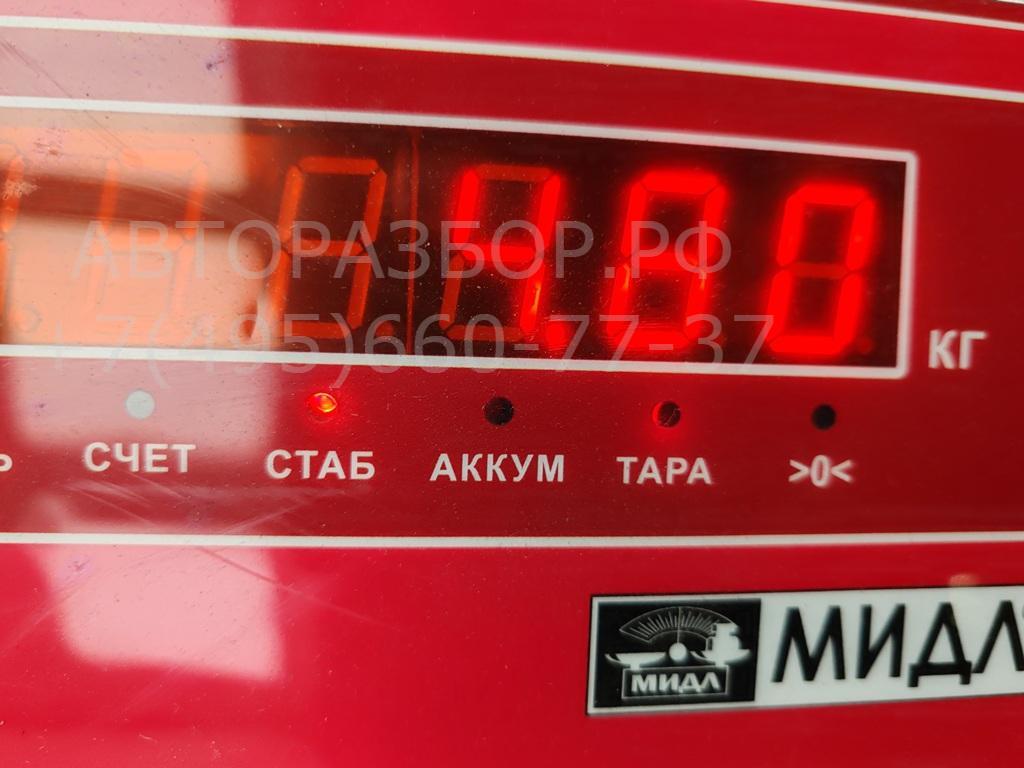 АВТОРАЗБОР.РФ
+7(495)660-77-37
КГ
СЧЕТ СТАБ АККУМ ТАРА >0<
МИДЛ МИДЛ